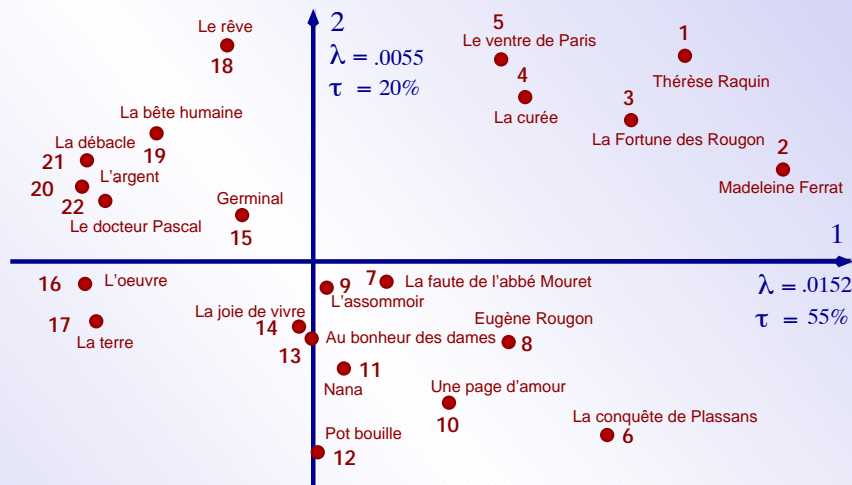 Le rêve
18
2
λ = .0055
τ = 20%
5
Le ventre de Paris
4
La curée
1
Thérèse Raquin
3
La Fortune des Rougon
2
Madeleine Ferrat
La bête humaine
19
La débacle
21
L'argent
20
22
Le docteur Pascal
Germinal
15
1
λ = .0152
τ = 55%
16
L'oeuvre
17
La terre
9
L'assommoir
7
La faute de l'abbé Mouret
La joie de vivre
14
13
Au bonheur des dames
Eugène Rougon
8
11
Nana
Une page d'amour
10
La conquête de Plassans
6
Pot bouille
12